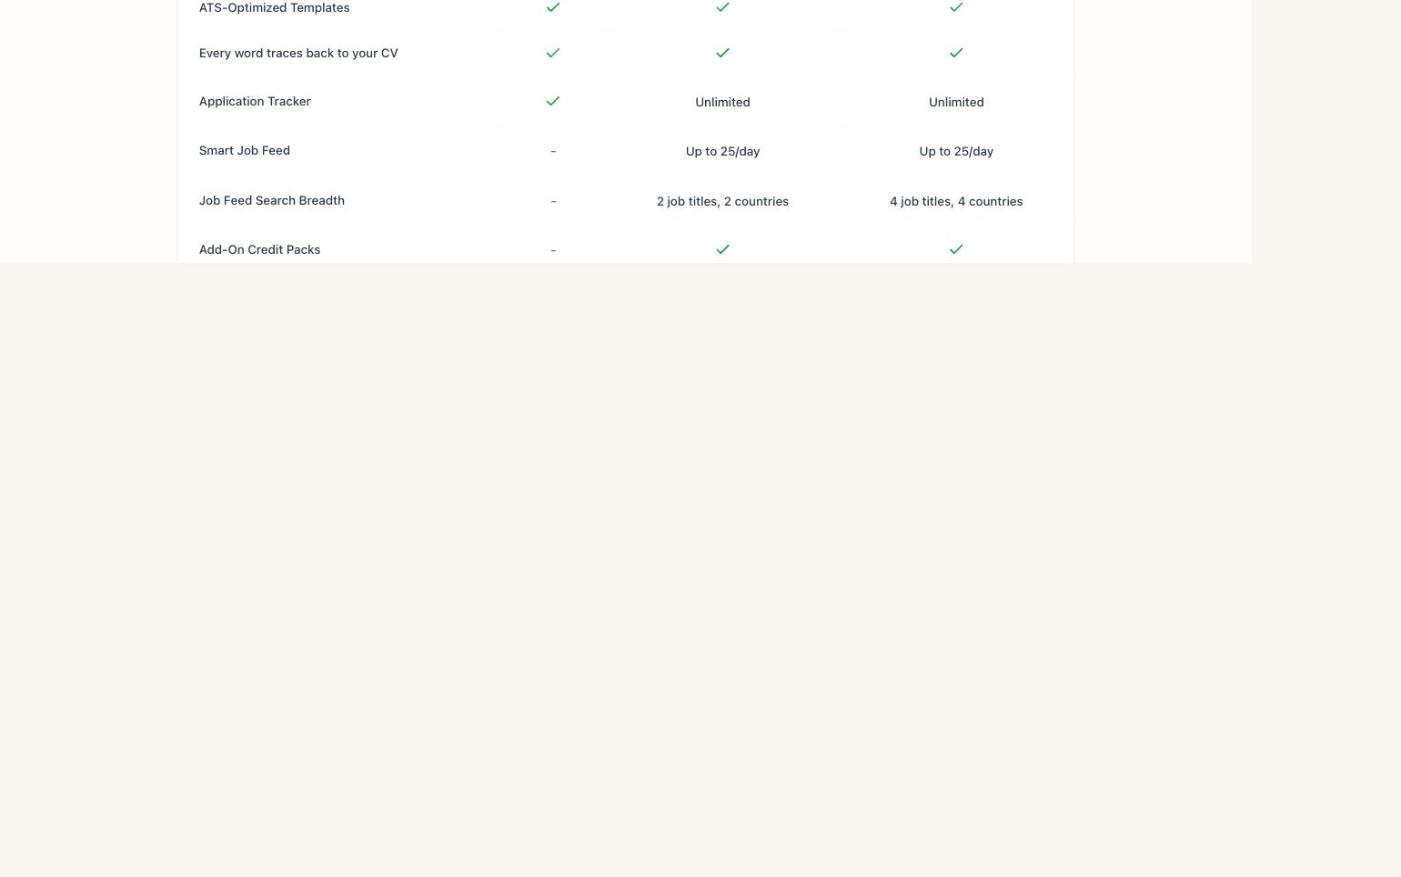 ATS-Optimized Templates ✓ ✓ ✓
Every word traces back to your CV ✓ ✓ ✓
Application Tracker ✓ Unlimited Unlimited
Smart Job Feed – Up to 25/day Up to 25/day
Job Feed Search Breadth – 2 job titles, 2 countries 4 job titles, 4 countries
Add-On Credit Packs – ✓ ✓